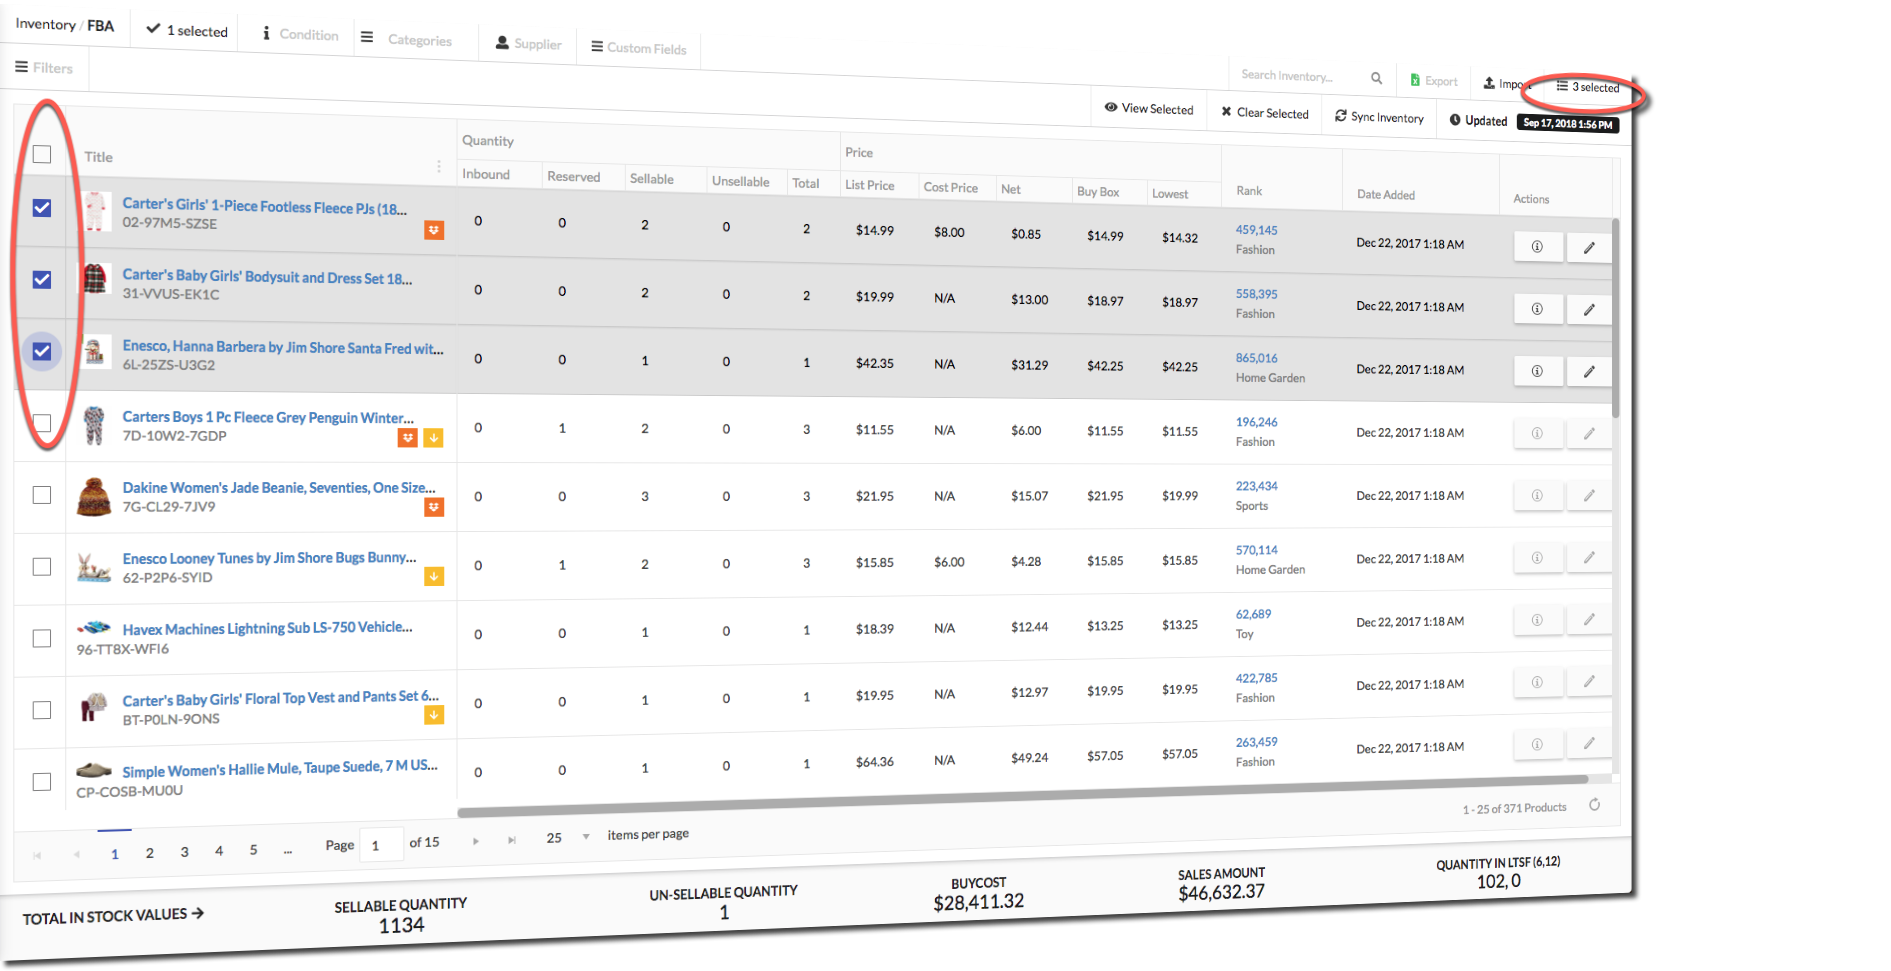 Inventory / FBA
1 selected
Condition
Categories
Supplier
Custom Fields
Filters
Search Inventory...
Export
Import
3 selected
View Selected
Clear Selected
Sync Inventory
Updated
Sep 17, 2018 1:56 PM
Title
Quantity
Price
Rank
Date Added
Actions
Inbound Reserved Sellable Unsellable Total List Price Cost Price Net Buy Box Lowest
Carter's Girls' 1-Piece Footless Fleece PJs (18...
02-97M5-SZSE
0 0 2 0 2 $14.99 $8.00 $0.85 $14.99 $14.32
459,145
Fashion
Dec 22, 2017 1:18 AM
Carter's Baby Girls' Bodysuit and Dress Set 18...
31-VVUS-EK1C
0 0 2 0 2 $19.99 N/A $13.00 $18.97 $18.97
558,395
Fashion
Dec 22, 2017 1:18 AM
Enesco, Hanna Barbera by Jim Shore Santa Fred wit...
6L-25ZS-U3G2
0 0 1 0 1 $42.35 N/A $31.29 $42.25 $42.25
865,016
Home Garden
Dec 22, 2017 1:18 AM
Carters Boys 1 Pc Fleece Grey Penguin Winter...
7D-10W2-7GDP
0 1 2 0 3 $11.55 N/A $6.00 $11.55 $11.55
196,246
Fashion
Dec 22, 2017 1:18 AM
Dakine Women's Jade Beanie, Seventies, One Size...
7G-CL29-7JV9
0 0 3 0 3 $21.95 N/A $15.07 $21.95 $19.99
223,434
Sports
Dec 22, 2017 1:18 AM
Enesco Looney Tunes by Jim Shore Bugs Bunny...
62-P2P6-SYID
0 1 2 0 3 $15.85 $6.00 $4.28 $15.85 $15.85
570,114
Home Garden
Dec 22, 2017 1:18 AM
Havex Machines Lightning Sub LS-750 Vehicle...
96-TT8X-WFI6
0 0 1 0 1 $18.39 N/A $12.44 $13.25 $13.25
62,689
Toy
Dec 22, 2017 1:18 AM
Carter's Baby Girls' Floral Top Vest and Pants Set 6...
BT-P0LN-9ONS
0 0 1 0 1 $19.95 N/A $12.97 $19.95 $19.95
422,785
Fashion
Dec 22, 2017 1:18 AM
Simple Women's Hallie Mule, Taupe Suede, 7 M US...
CP-COSB-MU0U
0 0 1 0 1 $64.36 N/A $49.24 $57.05 $57.05
263,459
Fashion
Dec 22, 2017 1:18 AM
1 2 3 4 5 ... Page 1 of 15 25 items per page
1 - 25 of 371 Products
TOTAL IN STOCK VALUES
SELLABLE QUANTITY
1134
UN-SELLABLE QUANTITY
1
BUYCOST
$28,411.32
SALES AMOUNT
$46,632.37
QUANTITY IN LTSF (6,12)
102, 0